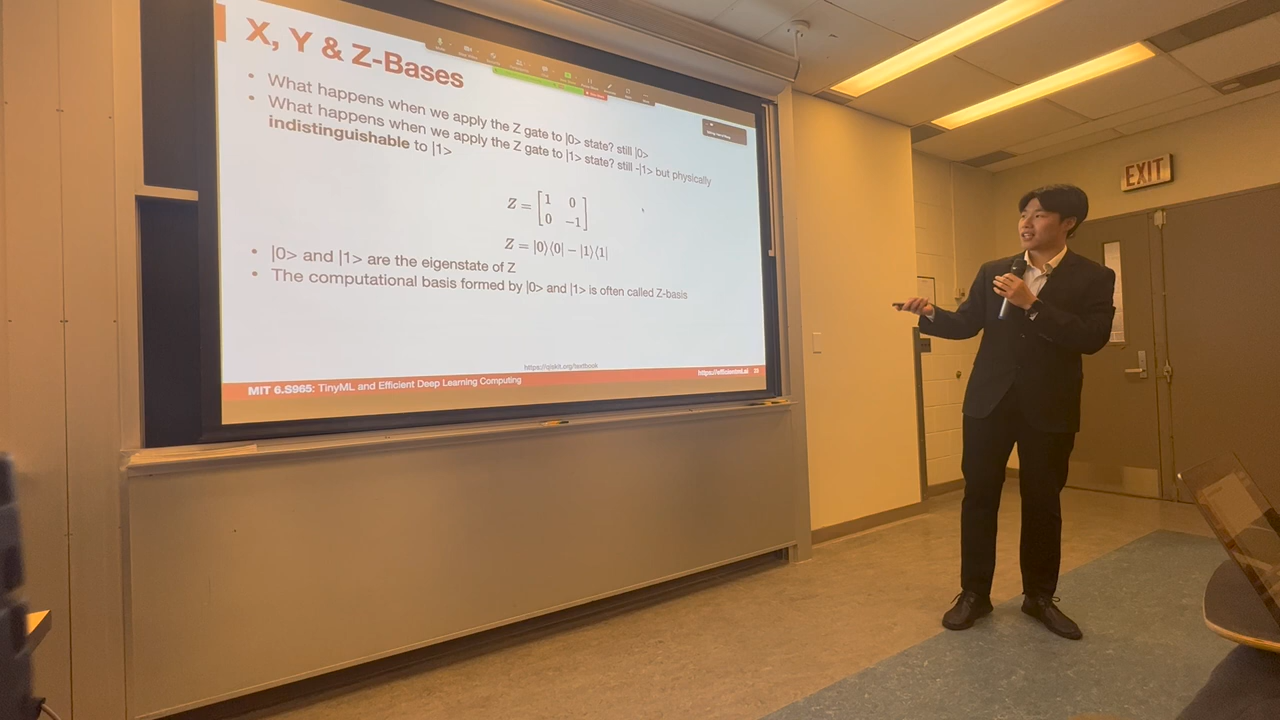 X, Y & Z-Bases
• What happens when we apply the Z gate to |0> state? still |0>
• What happens when we apply the Z gate to |1> state? still -|1> but physically
indistinguishable to |1>
Z = [1 0
0 −1]
Z = |0⟩⟨0| − |1⟩⟨1|
• |0> and |1> are the eigenstate of Z
• The computational basis formed by |0> and |1> is often called Z-basis
https://qiskit.org/textbook
MIT 6.S965: TinyML and Efficient Deep Learning Computing
https://efficientml.ai
EXIT